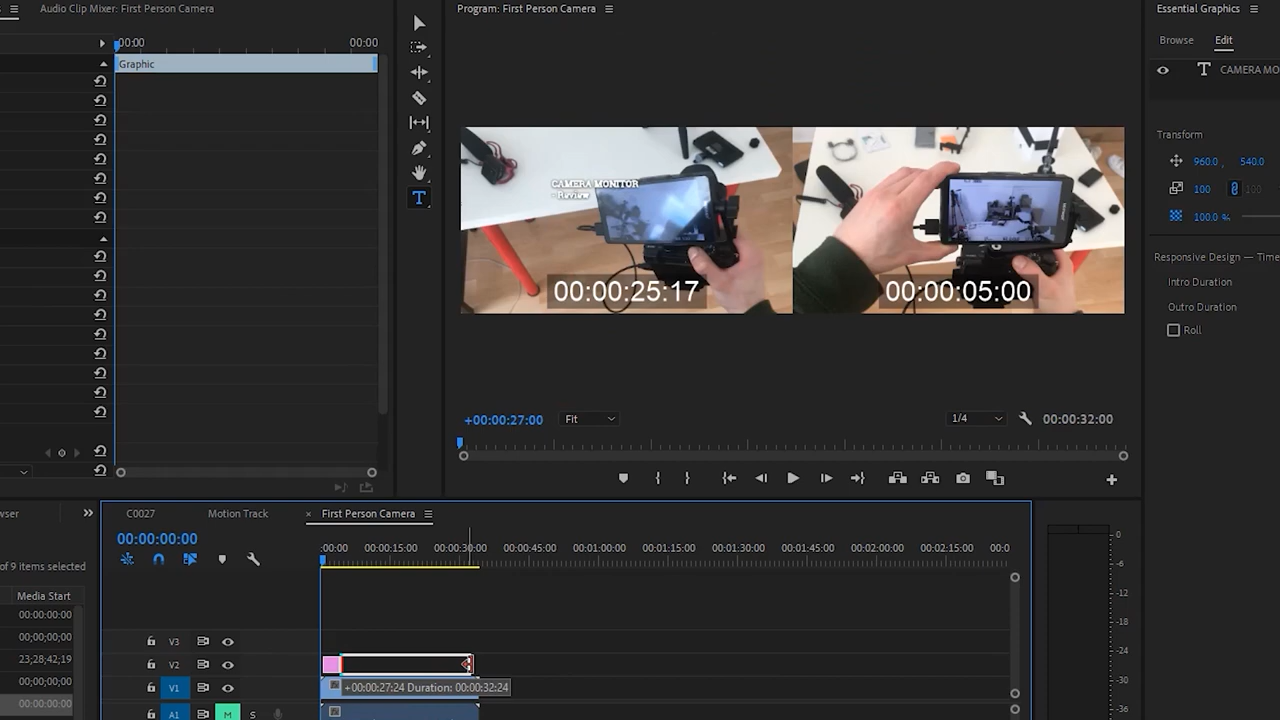 Audio Clip Mixer: First Person Camera
Program: First Person Camera
Essential Graphics
Browse
Edit
:00:00
00:00
Graphic
CAMERA MO
Transform
960.0 ,
540.0
100
100
100.0 %
Responsive Design — Time
Intro Duration
Outro Duration
Roll
CAMERA MONITOR
- Review
00:00:25:17
00:00:05:00
+00:00:27:00
Fit
1/4
00:00:32:00
wser
C0027
Motion Track
× First Person Camera
00:00:00:00
of 9 items selected
Media Start
00:00:00:00
00;00;00;00
23;28;42;19
00;00;00;00
00:00:00:00
:00:00
00:00:15:00
00:00:30:00
00:00:45:00
00:01:00:00
00:01:15:00
00:01:30:00
00:01:45:00
00:02:00:00
00:02:15:00
00:0
V3
V2
V1
+00:00:27:24 Duration: 00:00:32:24
A1
M
S
0
-6
-12
-18
-24
-30
-36